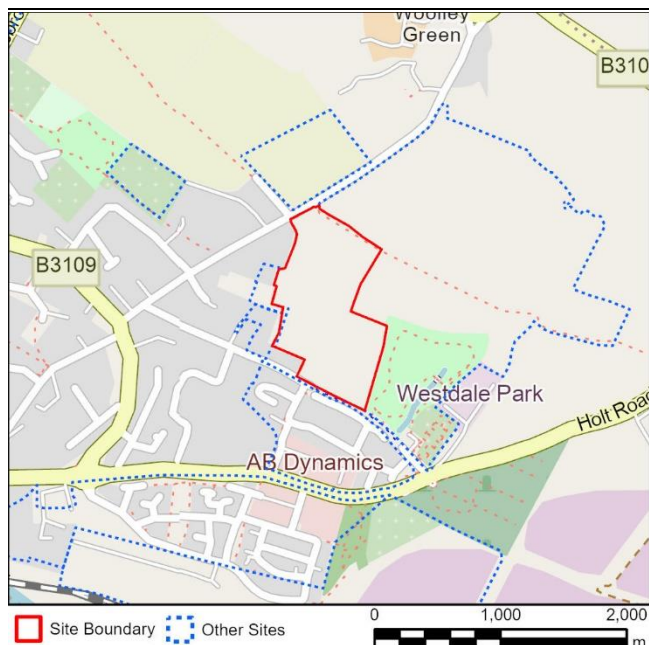 Woolley
Green
B310
B3109
Westdale Park
Holt Road
AB Dynamics
Site Boundary
Other Sites
0 1,000 2,000
m